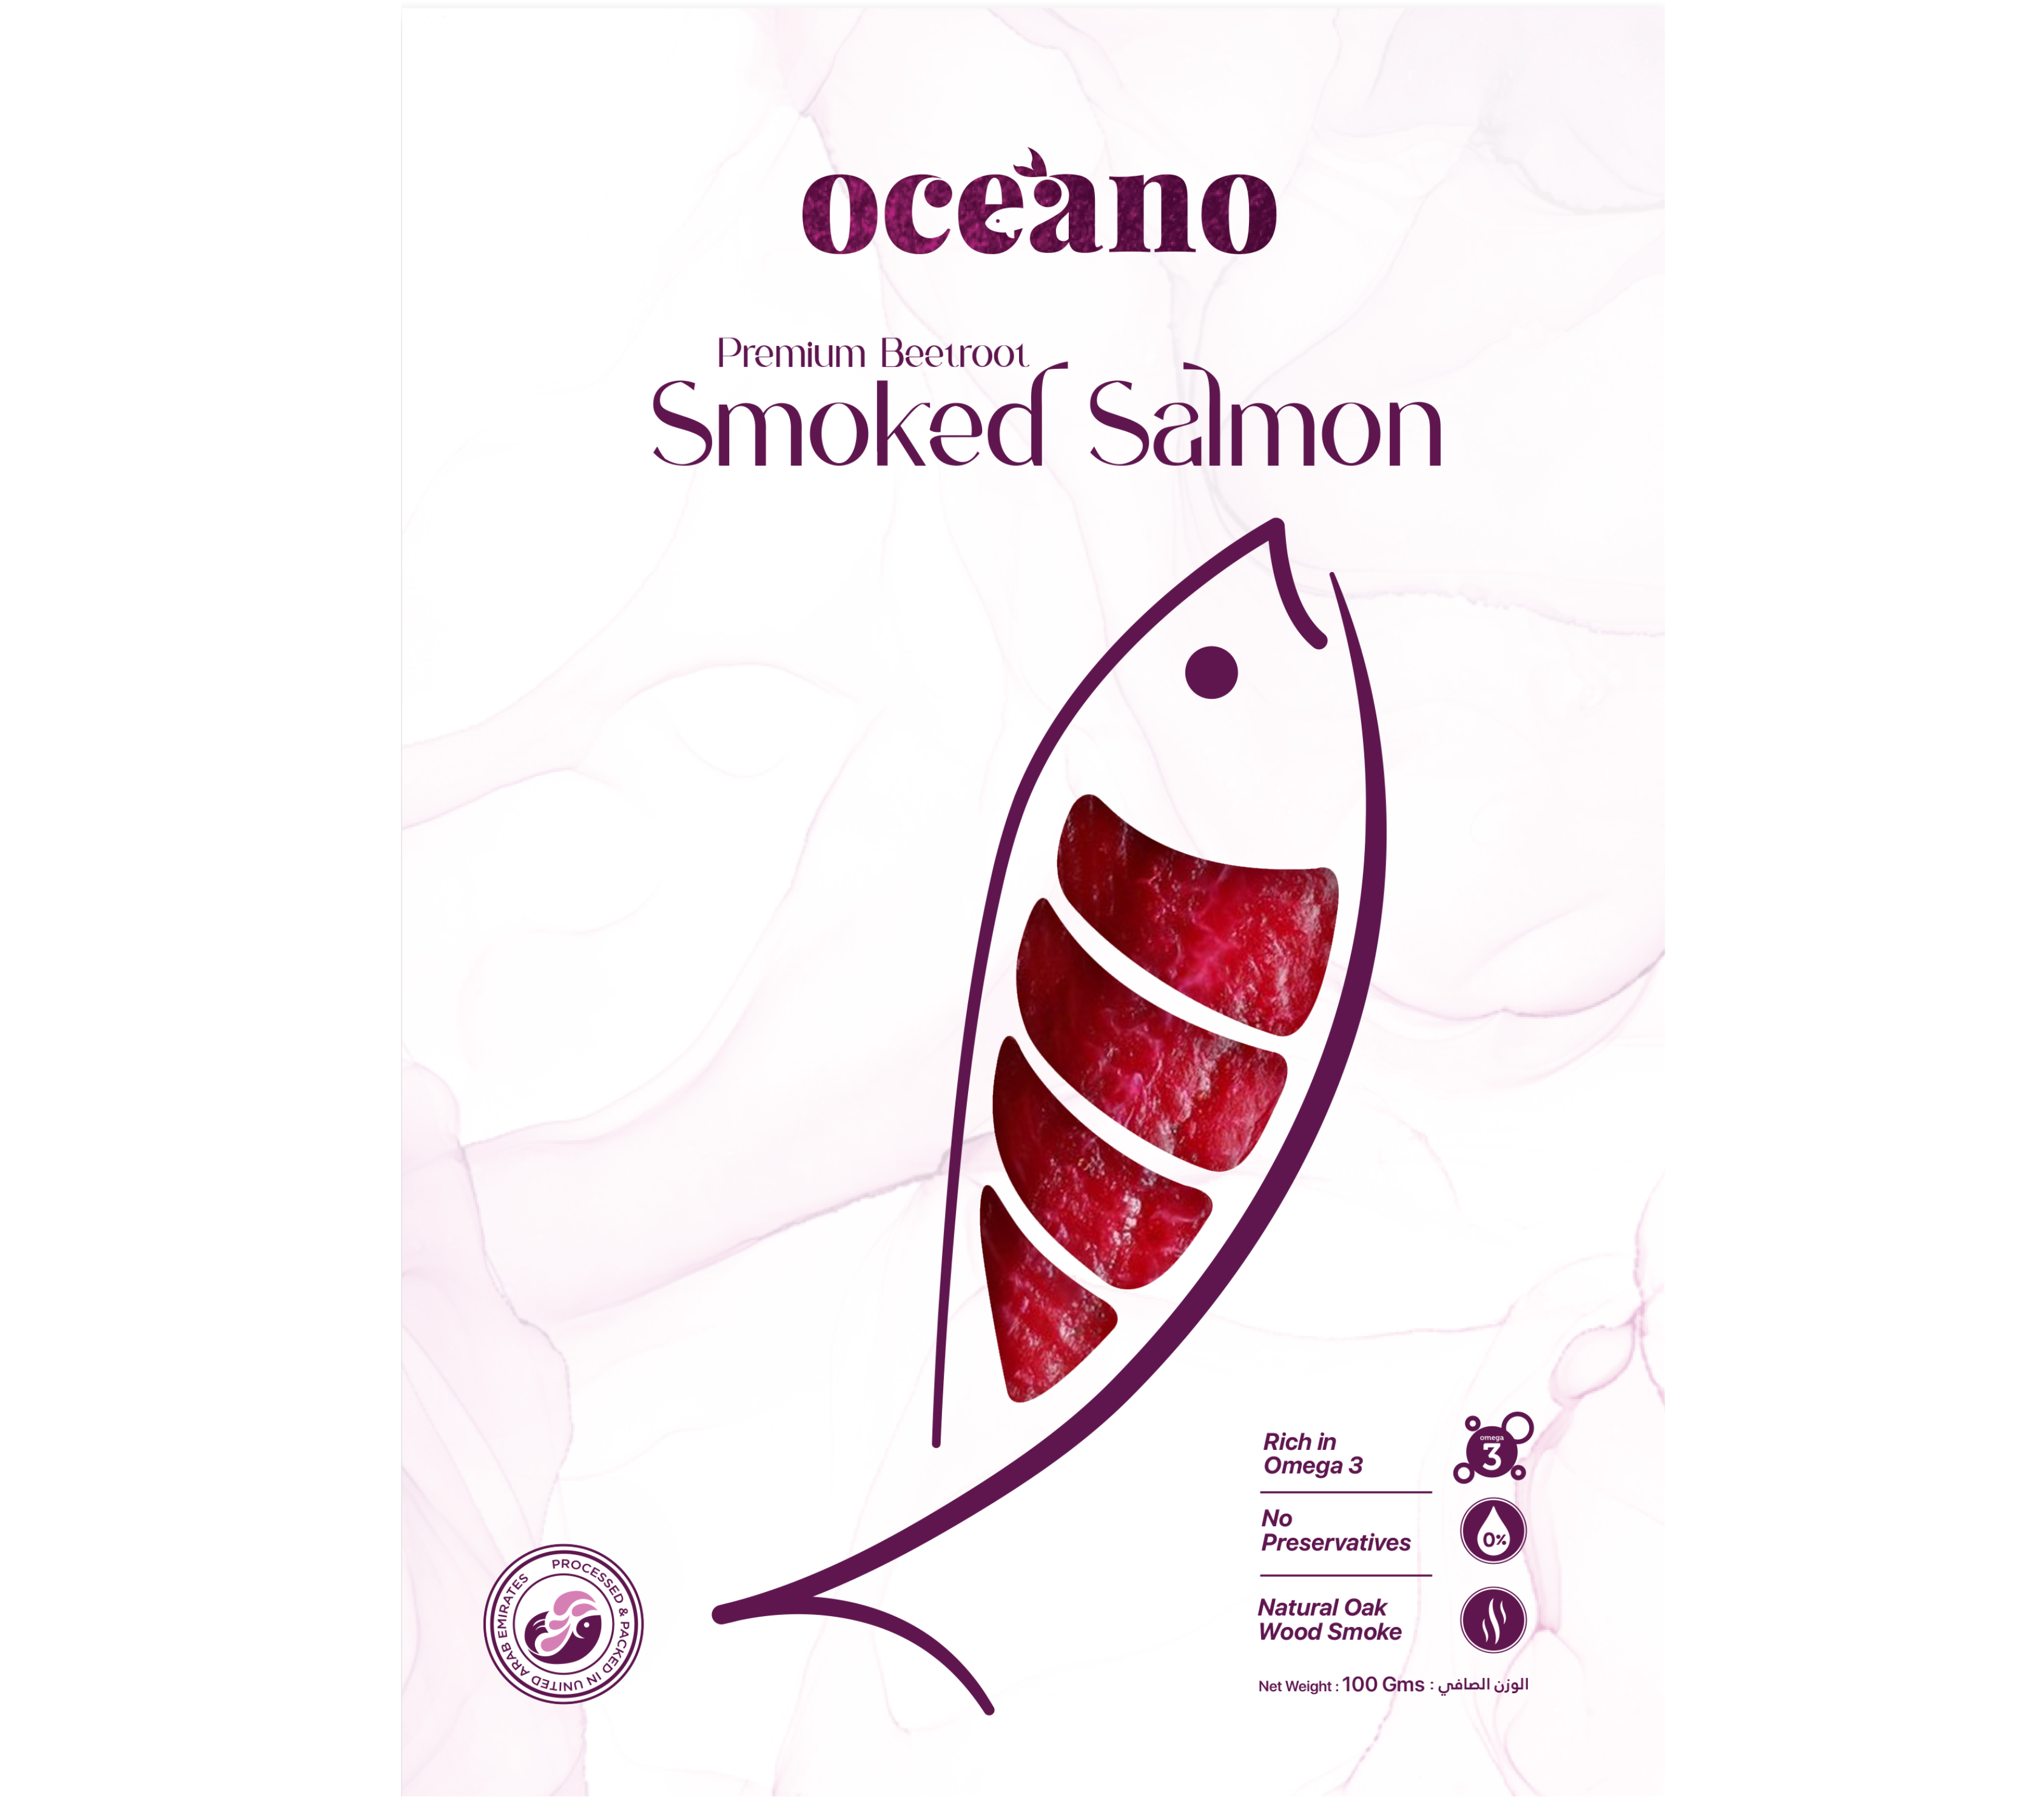 oceano
Premium Beetroot
Smoked Salmon
Rich in
Omega 3
omega
3
No
Preservatives
0%
Natural Oak
Wood Smoke
Net Weight : 100 Gms : الوزن الصافي
PROCESSED & PACKED IN UNITED ARAB EMIRATES